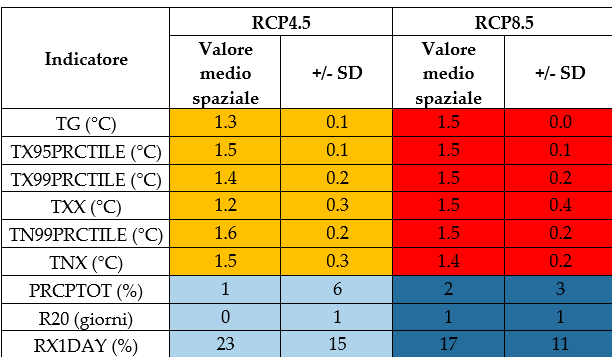 Indicatore RCP4.5 RCP8.5
Valore medio spaziale +/- SD Valore medio spaziale +/- SD
TG (°C) 1.3 0.1 1.5 0.0
TX95PRCTILE (°C) 1.5 0.1 1.5 0.1
TX99PRCTILE (°C) 1.4 0.2 1.5 0.2
TXX (°C) 1.2 0.3 1.5 0.4
TN99PRCTILE (°C) 1.6 0.2 1.5 0.2
TNX (°C) 1.5 0.3 1.4 0.2
PRCPTOT (%) 1 6 2 3
R20 (giorni) 0 1 1 1
RX1DAY (%) 23 15 17 11